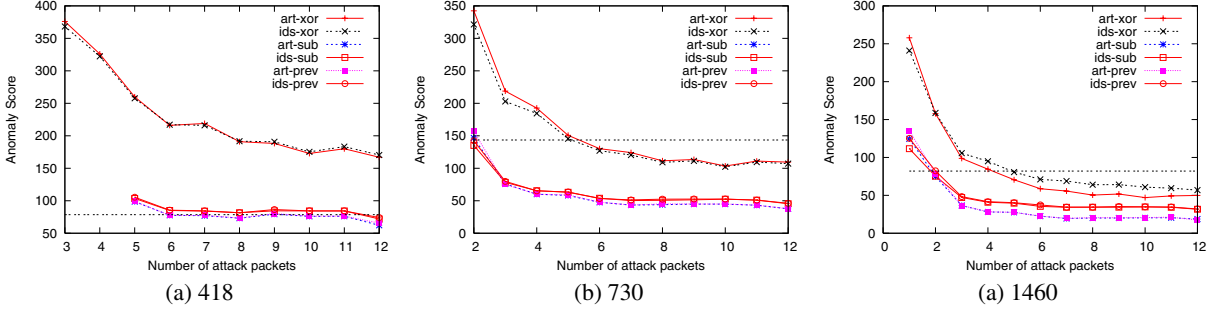 400
350
300
250
200
150
100
50
Anomaly Score
3 4 5 6 7 8 9 10 11 12
Number of attack packets
art-xor
ids-xor
art-sub
ids-sub
art-prev
ids-prev
(a) 418
350
300
250
200
150
100
50
0
Anomaly Score
2 4 6 8 10 12
Number of attack packets
art-xor
ids-xor
art-sub
ids-sub
art-prev
ids-prev
(b) 730
300
250
200
150
100
50
0
Anomaly Score
0 2 4 6 8 10 12
Number of attack packets
art-xor
ids-xor
art-sub
ids-sub
art-prev
ids-prev
(a) 1460